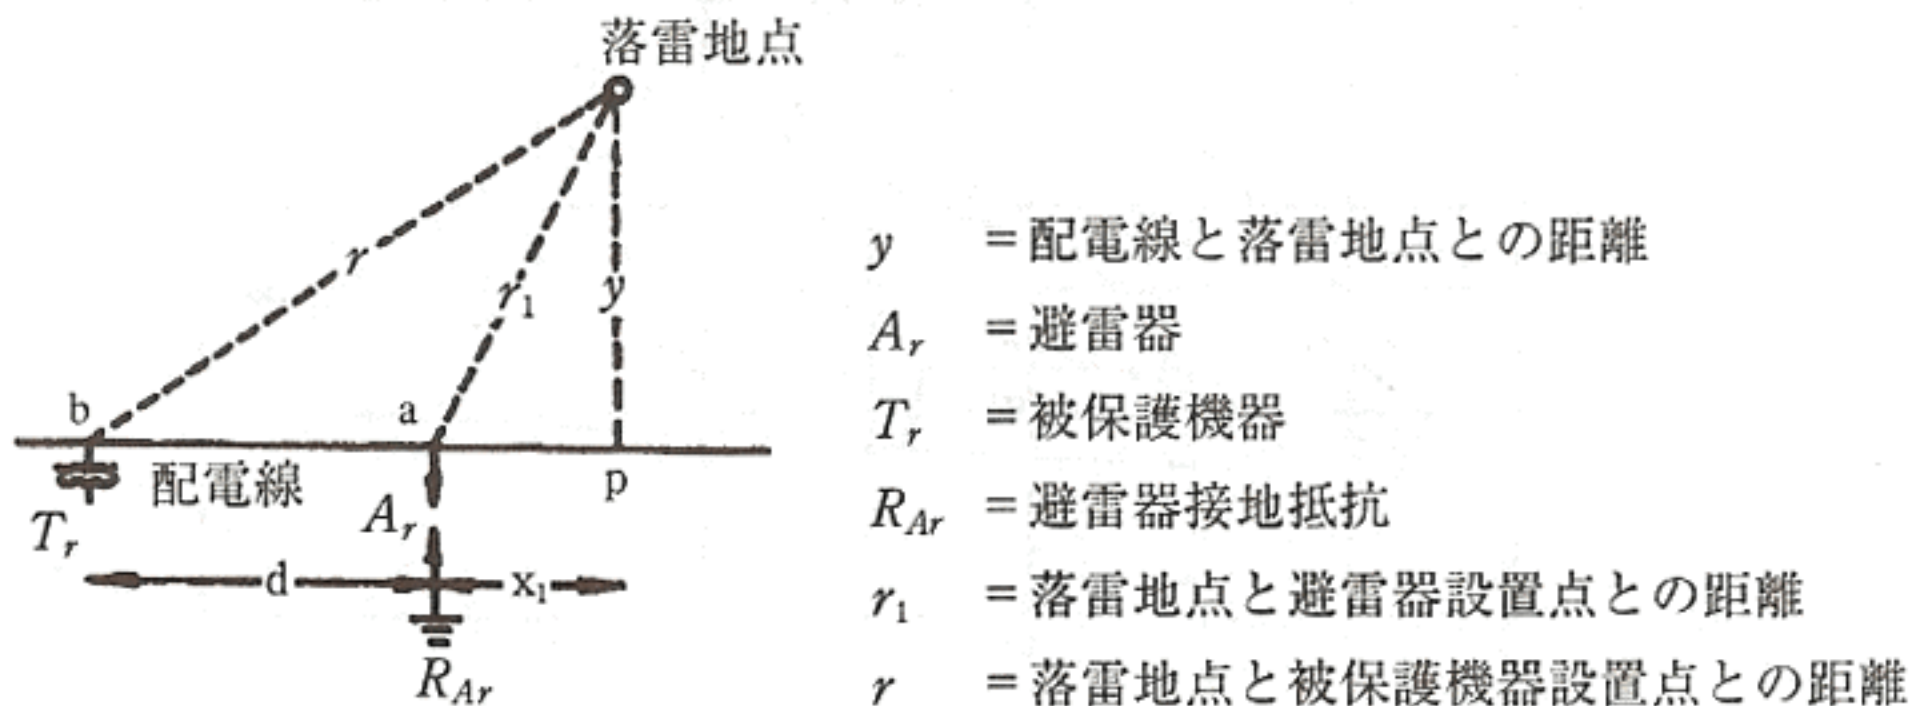 落雷地点
r
r₁
y
b
a
p
配電線
Tᵣ
Aᵣ
d
x₁
R_Ar
y =配電線と落雷地点との距離
Aᵣ =避雷器
Tᵣ =被保護機器
R_Ar =避雷器接地抵抗
r₁ =落雷地点と避雷器設置点との距離
r =落雷地点と被保護機器設置点との距離